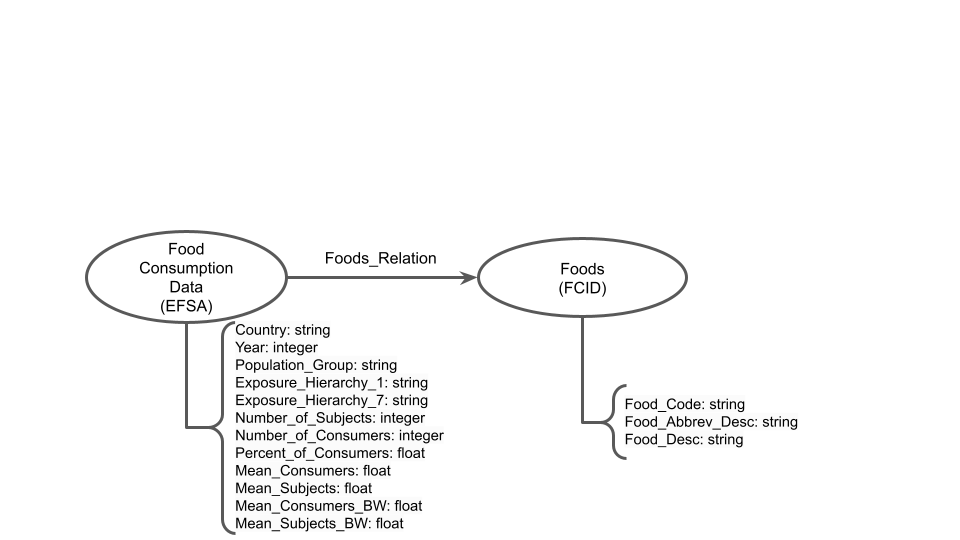 Food
Consumption
Data
(EFSA)
Foods_Relation
Foods
(FCID)
Country: string
Year: integer
Population_Group: string
Exposure_Hierarchy_1: string
Exposure_Hierarchy_7: string
Number_of_Subjects: integer
Number_of_Consumers: integer
Percent_of_Consumers: float
Mean_Consumers: float
Mean_Subjects: float
Mean_Consumers_BW: float
Mean_Subjects_BW: float
Food_Code: string
Food_Abbrev_Desc: string
Food_Desc: string